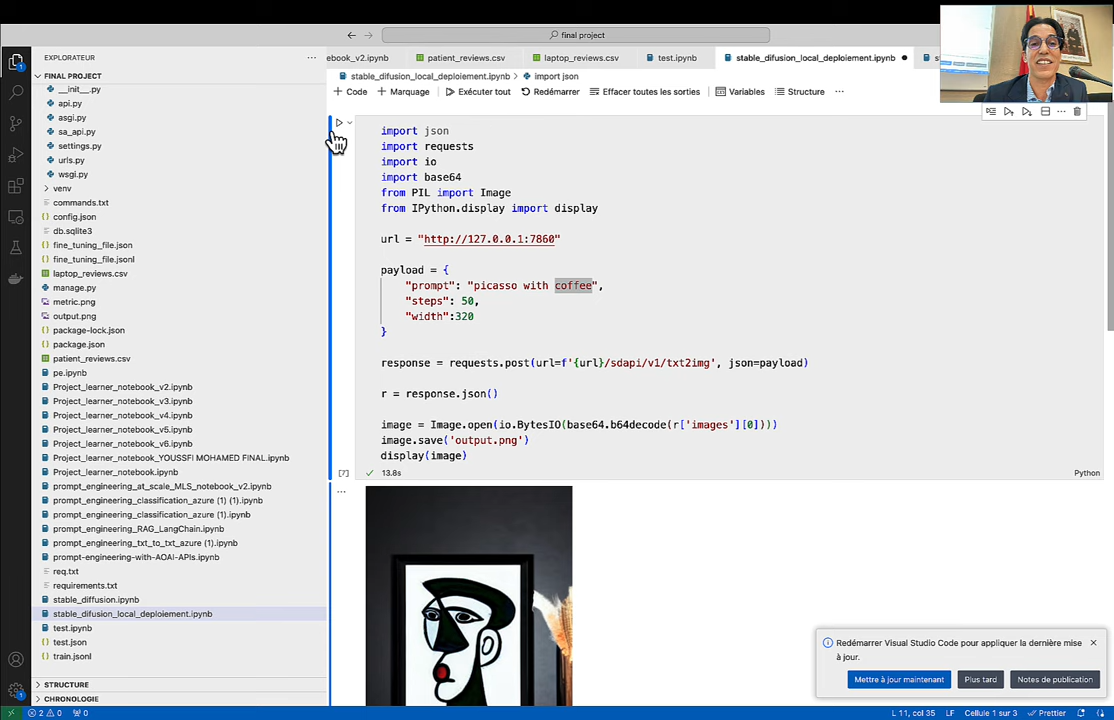 final project
EXPLORATEUR
FINAL PROJECT
__init__.py
api.py
asgi.py
sa_api.py
settings.py
urls.py
wsgi.py
venv
commands.txt
config.json
db.sqlite3
fine_tuning_file.json
fine_tuning_file.jsonl
laptop_reviews.csv
manage.py
metric.png
output.png
package-lock.json
package.json
patient_reviews.csv
pe.ipynb
Project_learner_notebook_v2.ipynb
Project_learner_notebook_v3.ipynb
Project_learner_notebook_v4.ipynb
Project_learner_notebook_v5.ipynb
Project_learner_notebook_v6.ipynb
Project_learner_notebook_YOUSSFI MOHAMED FINAL.ipynb
Project_learner_notebook.ipynb
prompt_engineering_at_scale_MLS_notebook_v2.ipynb
prompt_engineering_classification_azure (1) (1).ipynb
prompt_engineering_classification_azure (1).ipynb
prompt_engineering_RAG_LangChain.ipynb
prompt_engineering_txt_to_txt_azure (1).ipynb
prompt-engineering-with-AOAI-APIs.ipynb
req.txt
requirements.txt
stable_diffusion.ipynb
stable_difusion_local_deploiement.ipynb
test.ipynb
test.json
train.jsonl
STRUCTURE
CHRONOLOGIE
ebook_v2.ipynb patient_reviews.csv laptop_reviews.csv test.ipynb stable_difusion_local_deploiement.ipynb
stable_difusion_local_deploiement.ipynb > import json
+ Code + Marquage Exécuter tout Redémarrer Effacer toutes les sorties Variables Structure ...
import json
import requests
import io
import base64
from PIL import Image
from IPython.display import display
url = "http://127.0.0.1:7860"
payload = {
"prompt": "picasso with coffee",
"steps": 50,
"width":320
}
response = requests.post(url=f'{url}/sdapi/v1/txt2img', json=payload)
r = response.json()
image = Image.open(io.BytesIO(base64.b64decode(r['images'][0])))
image.save('output.png')
display(image)
[7] 13.8s Python
Redémarrer Visual Studio Code pour appliquer la dernière mise
à jour.
Mettre à jour maintenant Plus tard Notes de publication
2 0 0 L 11, col 35 LF Cellule 1 sur 3 Prettier